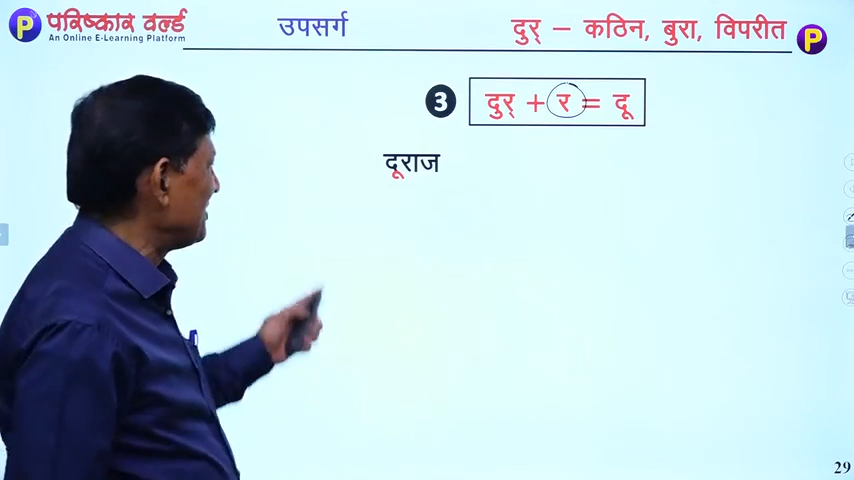 परिष्कार वर्ल्ड
An Online E-Learning Platform
उपसर्ग
दुर् – कठिन, बुरा, विपरीत
P
P
3 दुर् + र = दू
दूराज
29